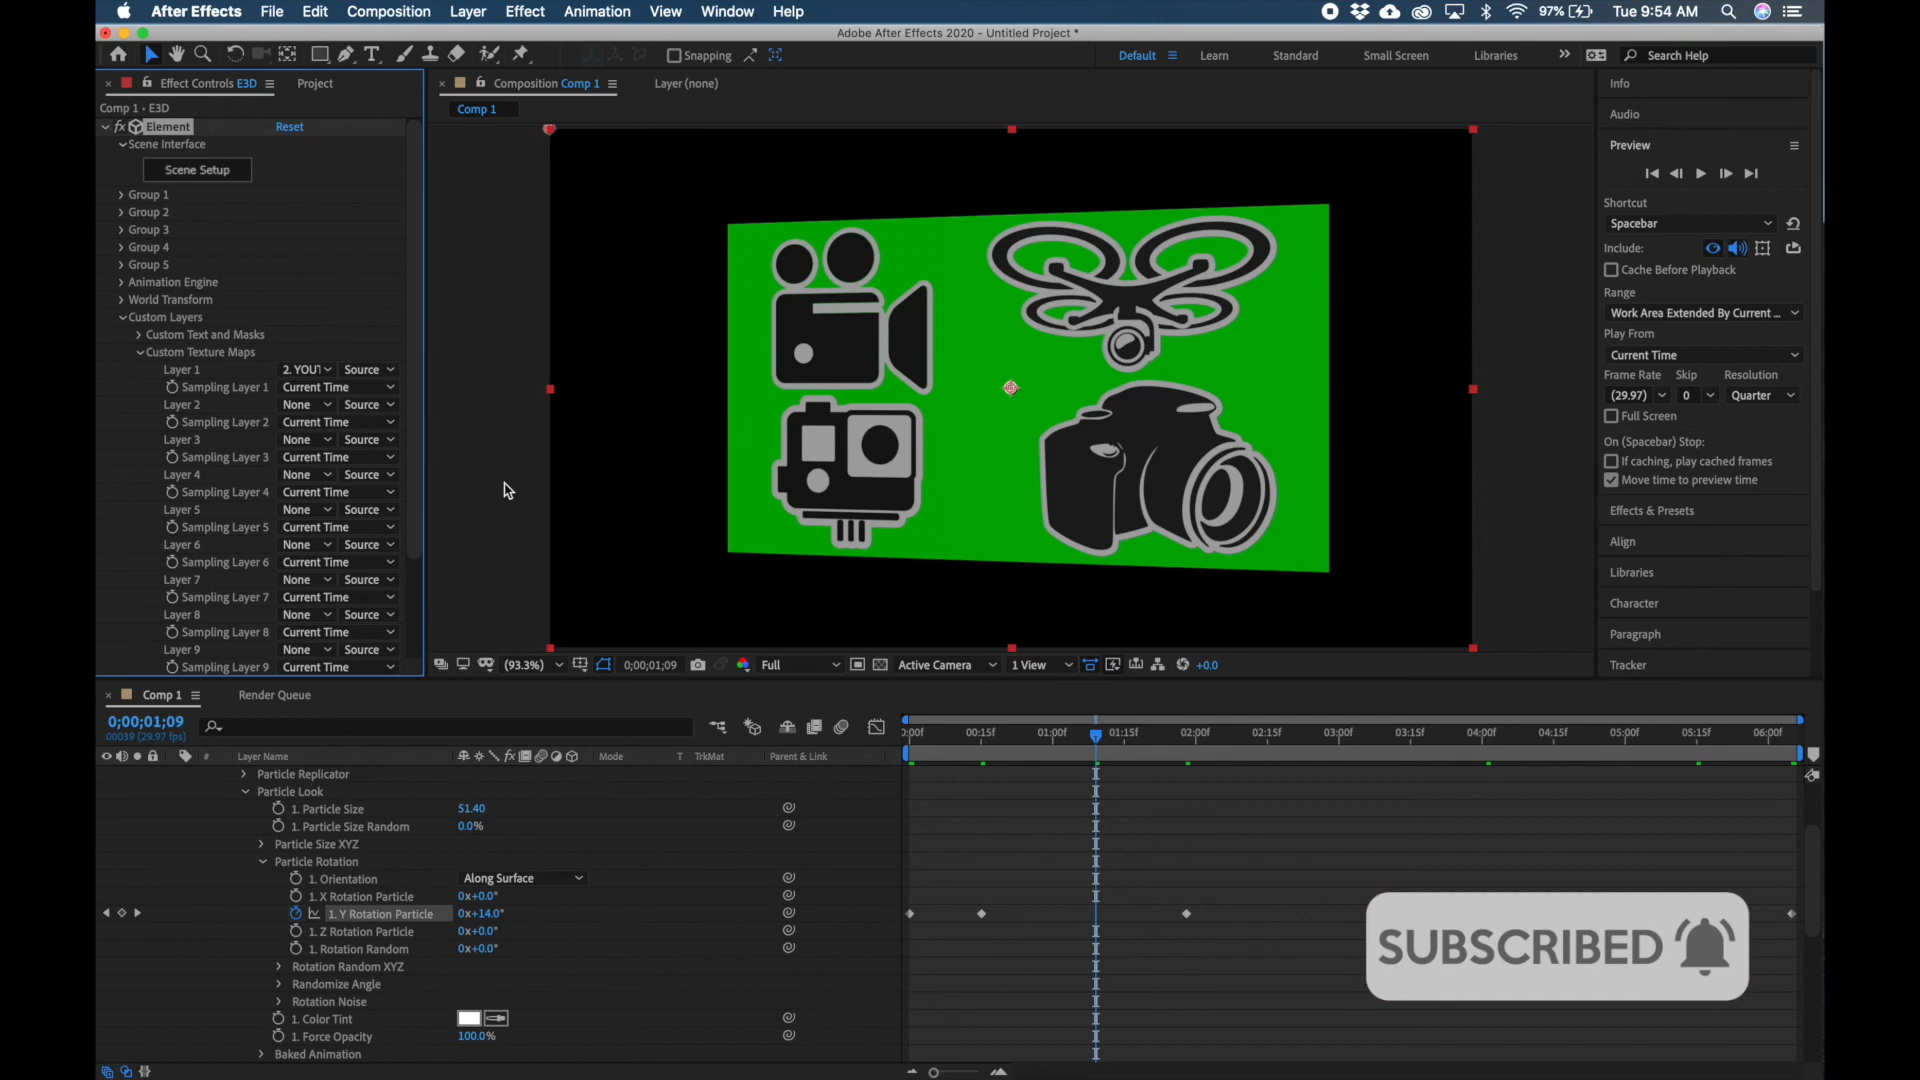 After Effects File Edit Composition Layer Effect Animation View Window Help 97% Tue 9:54 AM
Adobe After Effects 2020 - Untitled Project *
Snapping Default Learn Standard Small Screen Libraries Search Help
Effect Controls E3D Project Composition Comp 1 Layer (none) Info
Comp 1 • E3D Comp 1 Audio
fx Element Reset
Scene Interface Preview
Scene Setup
Group 1 Shortcut
Group 2 Spacebar
Group 3
Group 4 Include:
Group 5 Cache Before Playback
Animation Engine Range
World Transform
Custom Layers Work Area Extended By Current ...
Custom Text and Masks Play From
Custom Texture Maps Current Time
Layer 1 2. YOUT Source Frame Rate Skip Resolution
Sampling Layer 1 Current Time (29.97) 0 Quarter
Layer 2 None Source Full Screen
Sampling Layer 2 Current Time
Layer 3 None Source On (Spacebar) Stop:
Sampling Layer 3 Current Time If caching, play cached frames
Layer 4 None Source Move time to preview time
Sampling Layer 4 Current Time
Layer 5 None Source Effects & Presets
Sampling Layer 5 Current Time
Layer 6 None Source Align
Sampling Layer 6 Current Time
Layer 7 None Source Libraries
Sampling Layer 7 Current Time Character
Layer 8 None Source
Sampling Layer 8 Current Time Paragraph
Layer 9 None Source
Sampling Layer 9 Current Time (93.3%) 0;00;01;09 Full Active Camera 1 View +0.0 Tracker
Comp 1 Render Queue
0;00;01;09
00039 (29.97 fps)
0:00f 00:15f 01:00f 01:15f 02:00f 02:15f 03:00f 03:15f 04:00f 04:15f 05:00f 05:15f 06:00f
# Layer Name fx Mode T TrkMat Parent & Link
Particle Replicator
Particle Look
1. Particle Size 51.40
1. Particle Size Random 0.0%
Particle Size XYZ
Particle Rotation
1. Orientation Along Surface
1. X Rotation Particle 0x+0.0°
1. Y Rotation Particle 0x+14.0°
1. Z Rotation Particle 0x+0.0°
1. Rotation Random 0x+0.0°
Rotation Random XYZ
Randomize Angle
Rotation Noise
1. Color Tint
1. Force Opacity 100.0%
Baked Animation
SUBSCRIBED